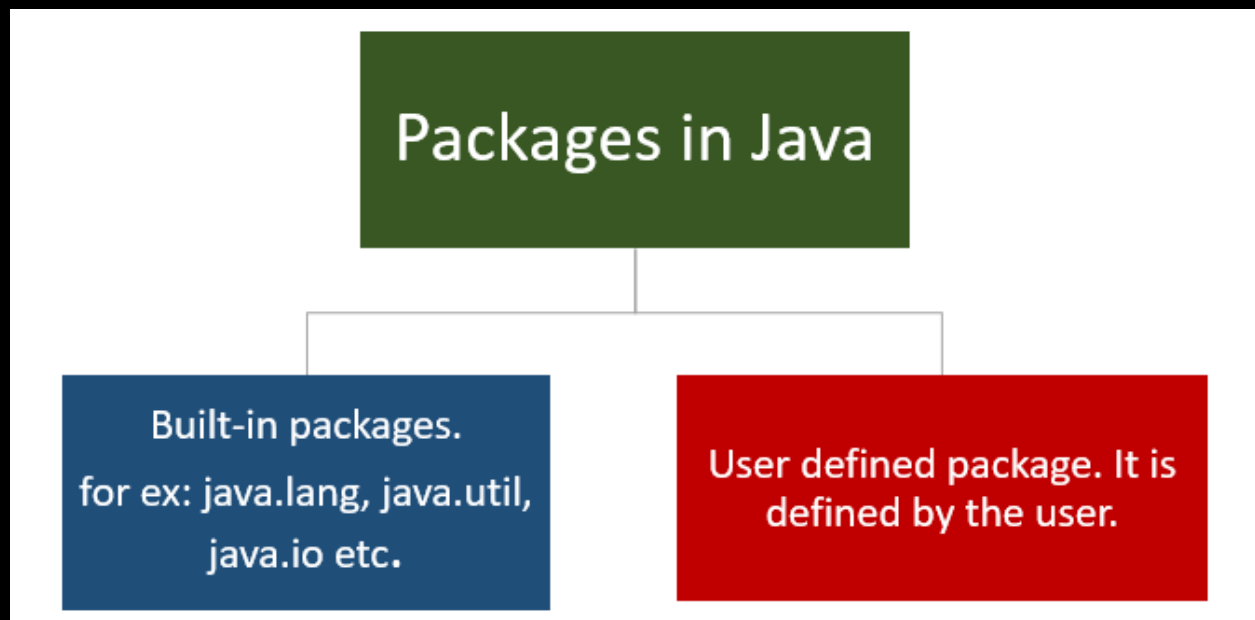 Packages in Java
Built-in packages.
for ex: java.lang, java.util,
java.io etc.
User defined package. It is
defined by the user.